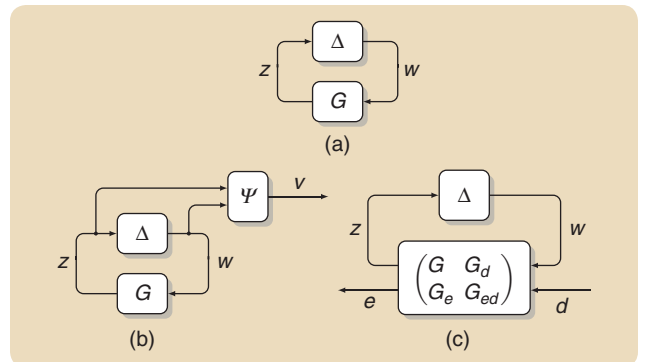 Δ
z w
G
(a)
Ψ v
Δ
z w
G
(b)
Δ
z w
G G_d
G_e G_ed
e d
(c)